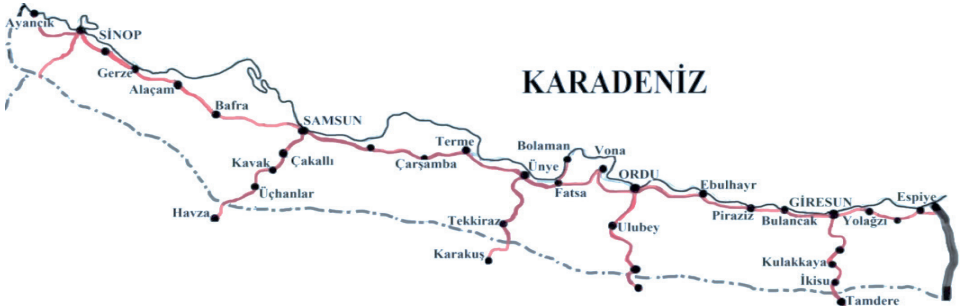 Ayancık
SİNOP
Gerze
Alaçam
Bafra
KARADENİZ
SAMSUN
Kavak
Çakallı
Üçhanlar
Havza
Çarşamba
Terme
Ünye
Bolaman
Vona
Fatsa
ORDU
Tekkiraz
Karakuş
Ulubey
Ebulhayr
Piraziz
Bulancak
GİRESUN
Yolağzı
Espiye
Kulakkaya
İkisu
Tamdere